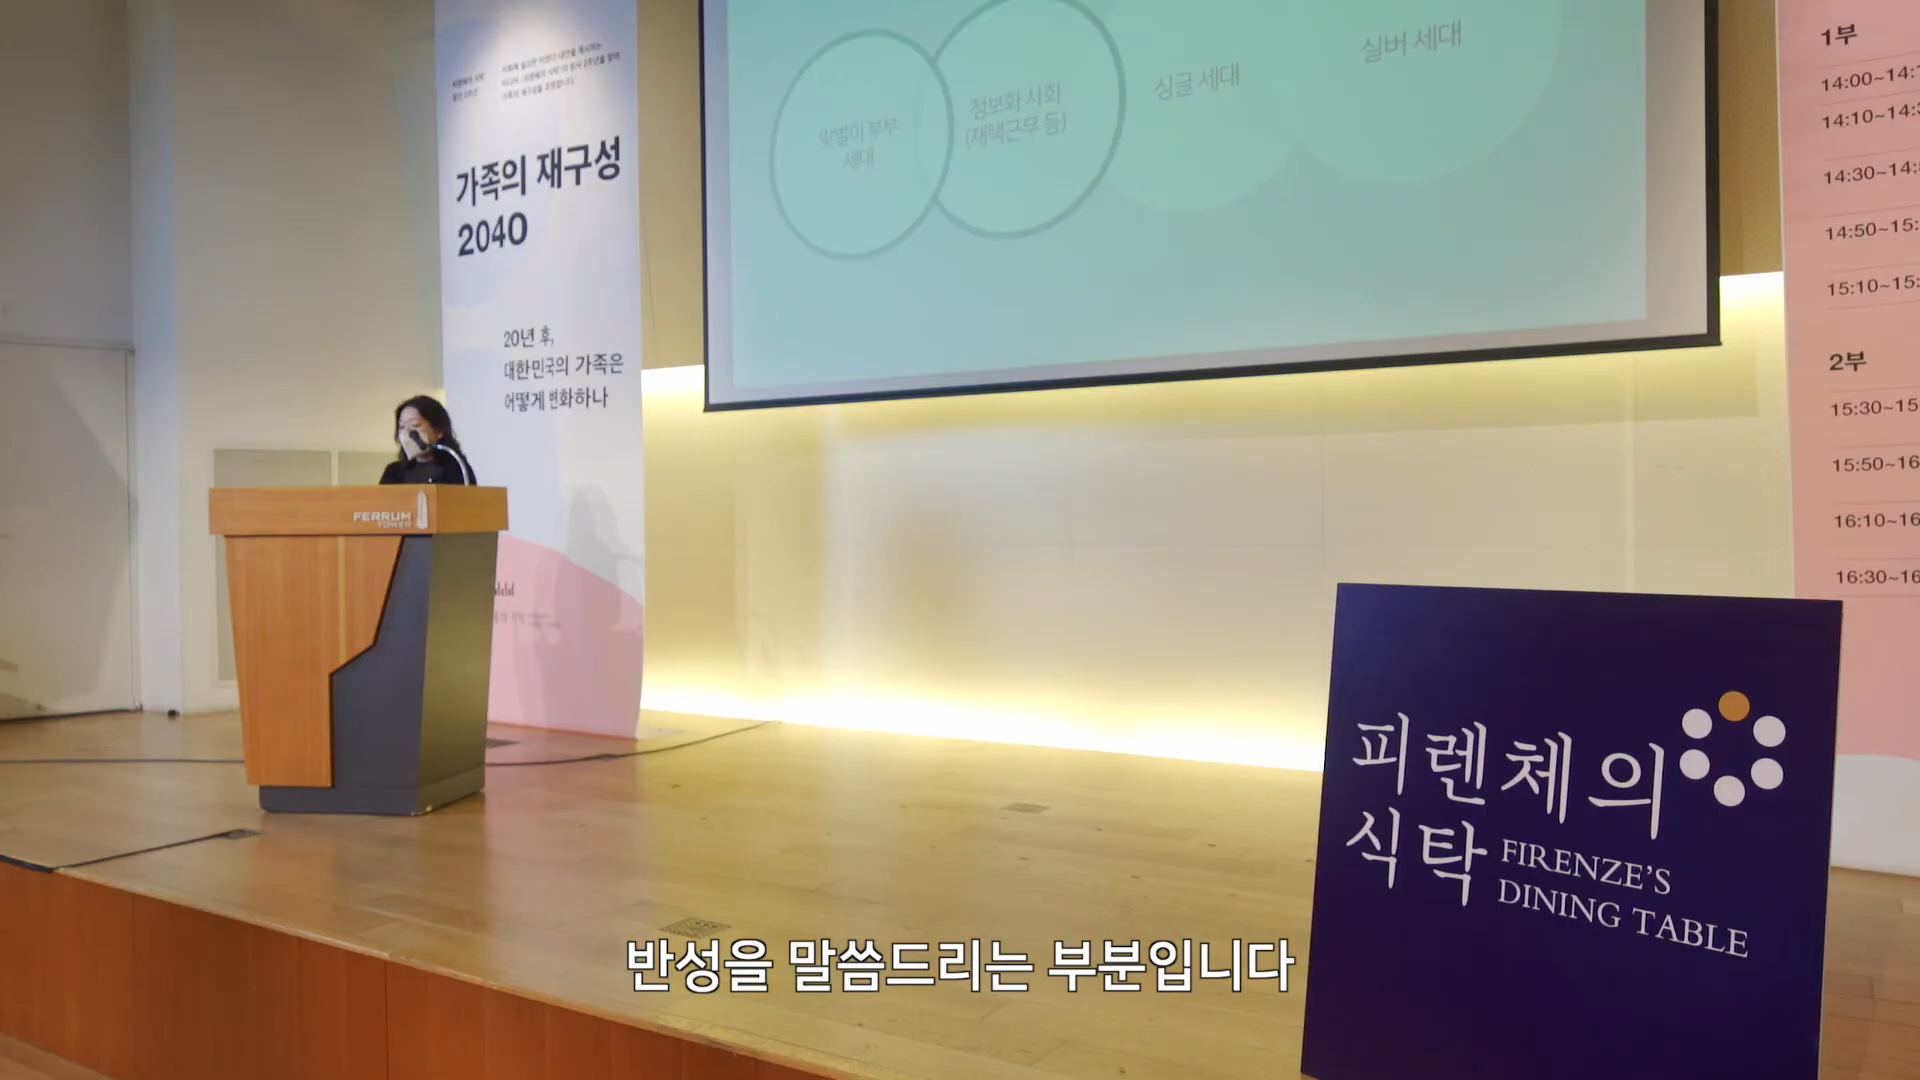 가족의 재구성
2040
20년 후,
대한민국의 가족은
어떻게 변화하나
맞벌이 부부
세대
정보화 사회
(재택근무 등)
싱글 세대
실버 세대
FERRUM
TOWER
1부
14:00~14:
14:10~14:
14:30~14:
14:50~15:
15:10~15:
2부
15:30~15
15:50~16
16:10~16
16:30~16
피렌체의
식탁
FIRENZE'S
DINING TABLE
반성을 말씀드리는 부분입니다